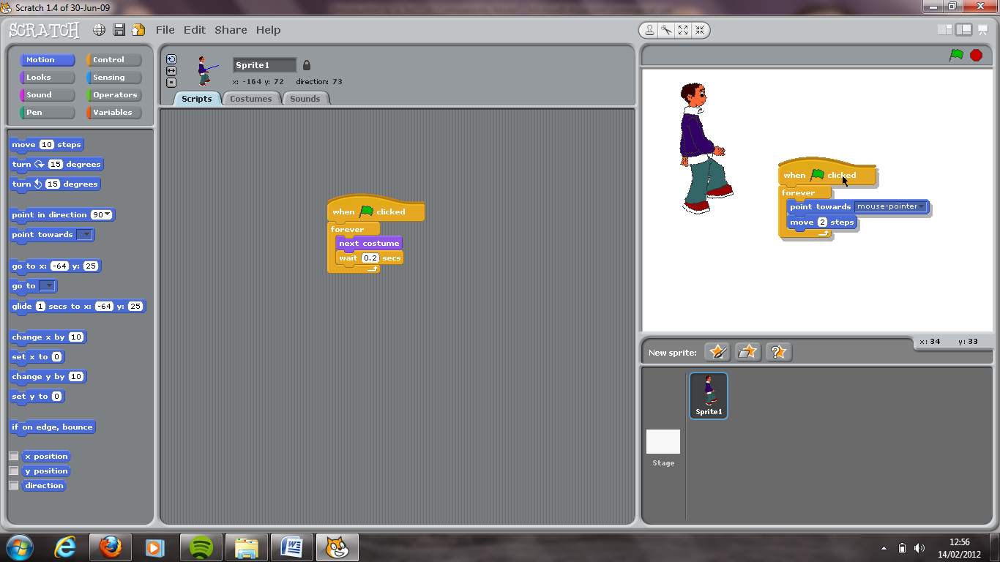 Scratch 1.4 of 30-Jun-09
SCRATCH File Edit Share Help
Motion Control
Looks Sensing
Sound Operators
Pen Variables
move 10 steps
turn 15 degrees
turn 15 degrees
point in direction 90
point towards
go to x: -64 y: 25
go to
glide 1 secs to x: -64 y: 25
change x by 10
set x to 0
change y by 10
set y to 0
if on edge, bounce
x position
y position
direction
Sprite1
x: -164 y: 72 direction: 73
Scripts Costumes Sounds
when clicked
forever
next costume
wait 0.2 secs
when clicked
forever
point towards mouse-pointer
move 2 steps
x: 34 y: 33
New sprite:
Sprite1
Stage
12:56
14/02/2012